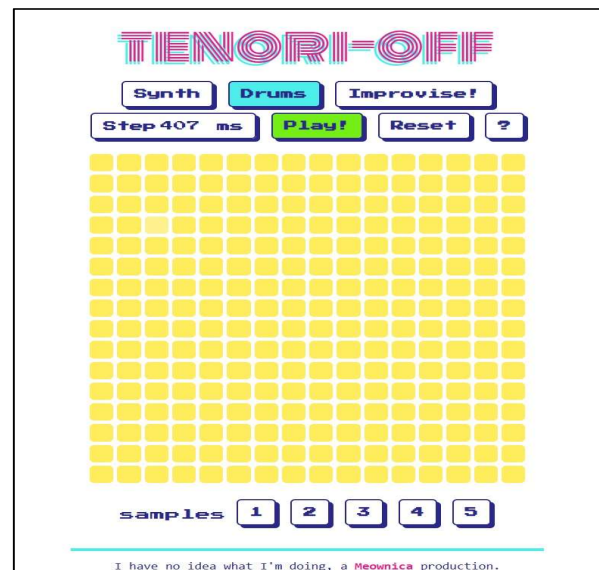 TENORI-OFF
Synth Drums Improvise!
Step 407 ms Play! Reset ?
samples 1 2 3 4 5
I have no idea what I'm doing, a Meownica production.